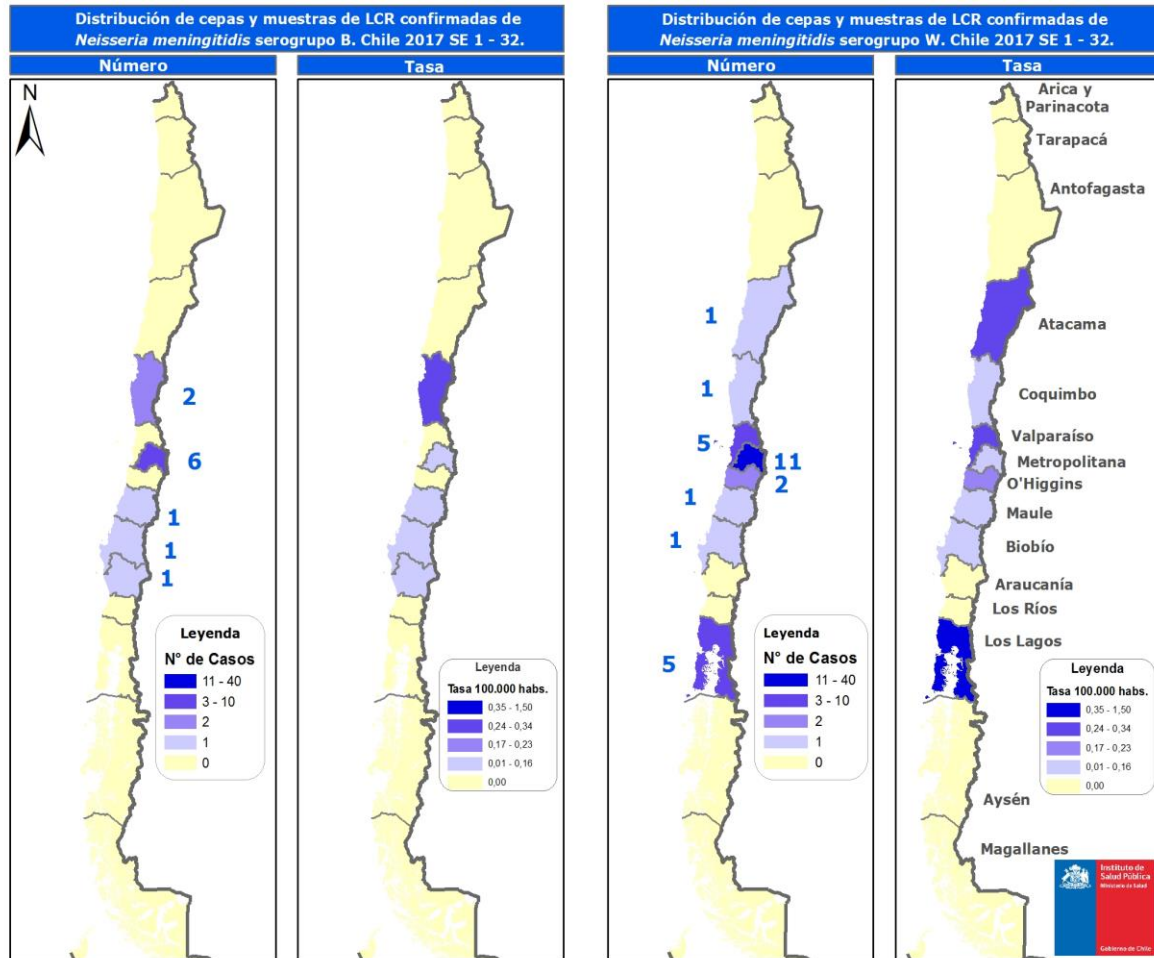 Distribución de cepas y muestras de LCR confirmadas de
Neisseria meningitidis serogrupo B. Chile 2017 SE 1 - 32.
Número
Tasa
N
2
6
1
1
1
Leyenda
N° de Casos
11 - 40
3 - 10
2
1
0
Leyenda
Tasa 100.000 habs.
0,35 - 1,50
0,24 - 0,34
0,17 - 0,23
0,01 - 0,16
0,00
Distribución de cepas y muestras de LCR confirmadas de
Neisseria meningitidis serogrupo W. Chile 2017 SE 1 - 32.
Número
Tasa
1
1
5
11
2
1
1
5
Leyenda
N° de Casos
11 - 40
3 - 10
2
1
0
Arica y
Parinacota
Tarapacá
Antofagasta
Atacama
Coquimbo
Valparaíso
Metropolitana
O'Higgins
Maule
Biobío
Araucanía
Los Ríos
Los Lagos
Leyenda
Tasa 100.000 habs.
0,35 - 1,50
0,24 - 0,34
0,17 - 0,23
0,01 - 0,16
0,00
Aysén
Magallanes
Instituto de
Salud Pública
Ministerio de Salud
Gobierno de Chile